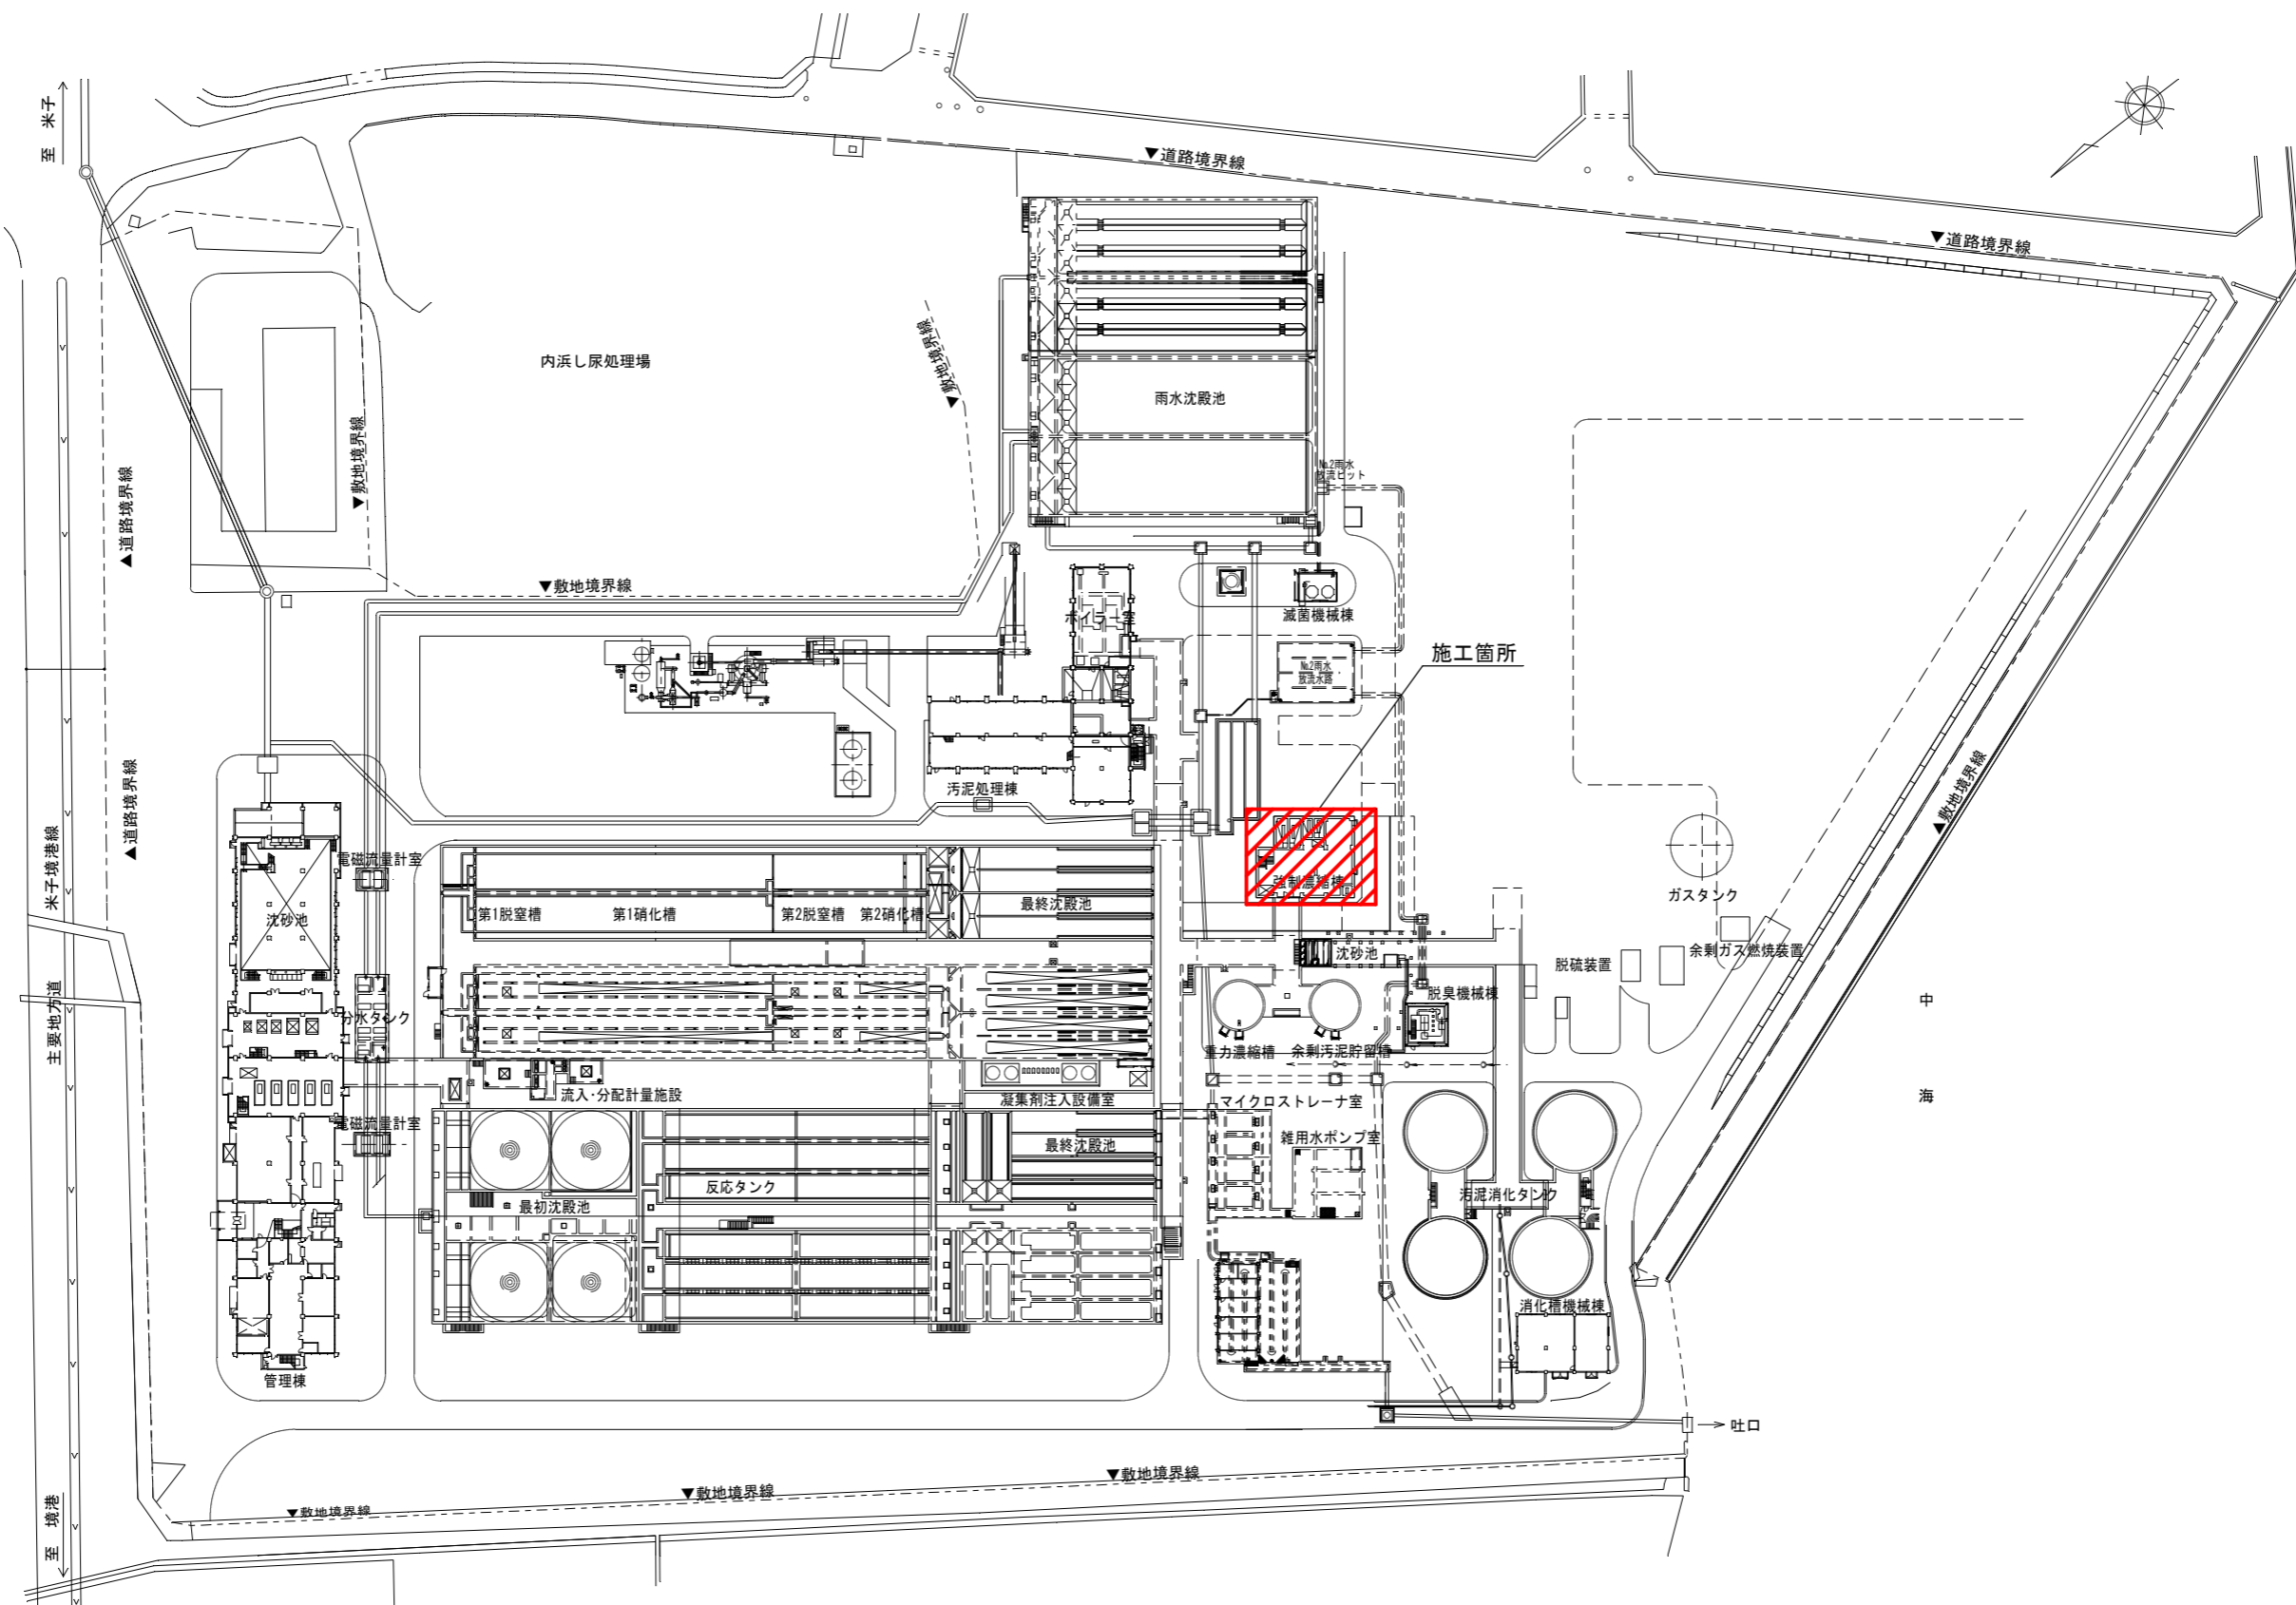 至 米子
▼道路境界線
▼道路境界線
内浜し尿処理場
▼敷地境界線
雨水沈殿池
▼敷地境界線
▲道路境界線
№2雨水
放流ピット
▼敷地境界線
滅菌機械棟
ボイラー室
施工箇所
№2雨水
放流水路
▲道路境界線
汚泥処理棟
▲敷地境界線
米子境港線
電磁流量計室
強制濃縮棟
ガスタンク
沈砂池
第1脱窒槽
第1硝化槽
第2脱窒槽
第2硝化槽
最終沈殿池
沈砂池
脱硫装置
余剰ガス燃焼装置
脱臭機械棟
中海
主要地方道
分水タンク
重力濃縮槽
余剰汚泥貯留槽
流入・分配計量施設
凝集剤注入設備室
マイクロストレーナ室
電磁流量計室
最終沈殿池
雑用水ポンプ室
反応タンク
最初沈殿池
汚泥消化タンク
消化槽機械棟
管理棟
吐口
▼敷地境界線
▼敷地境界線
▼敷地境界線
至 境港